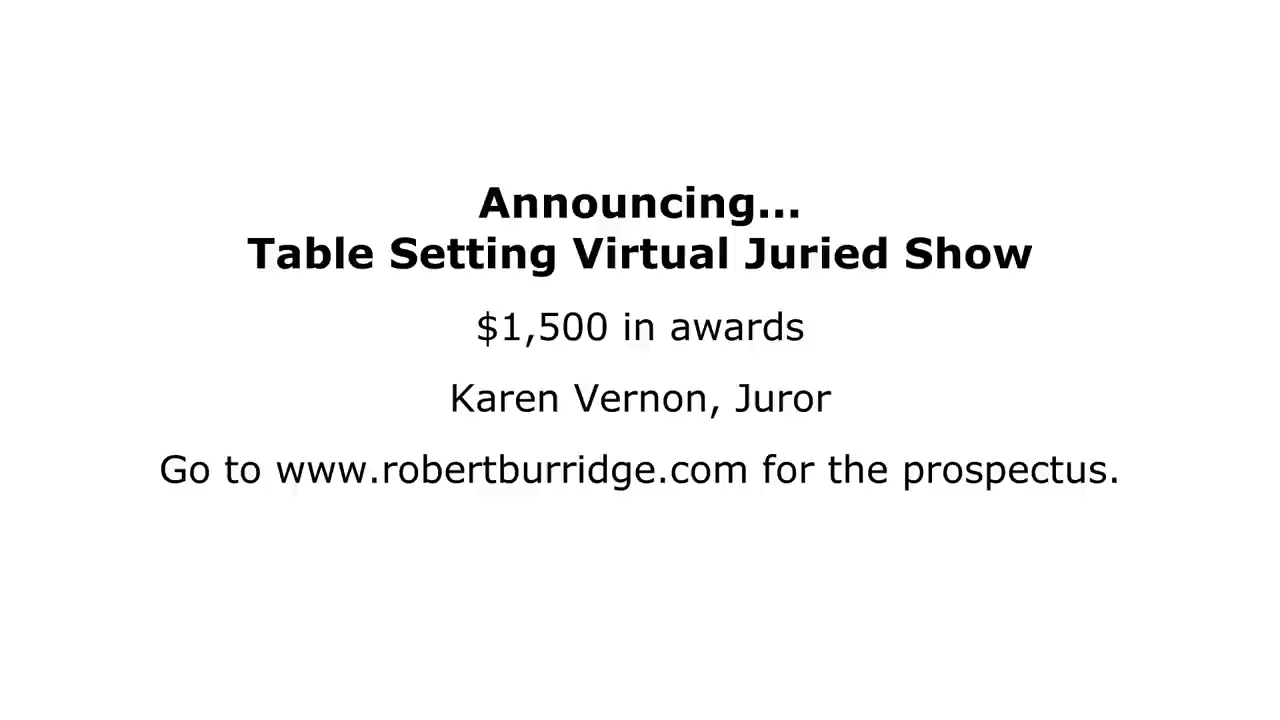 Announcing...
Table Setting Virtual Juried Show
$1,500 in awards
Karen Vernon, Juror
Go to www.robertburridge.com for the prospectus.